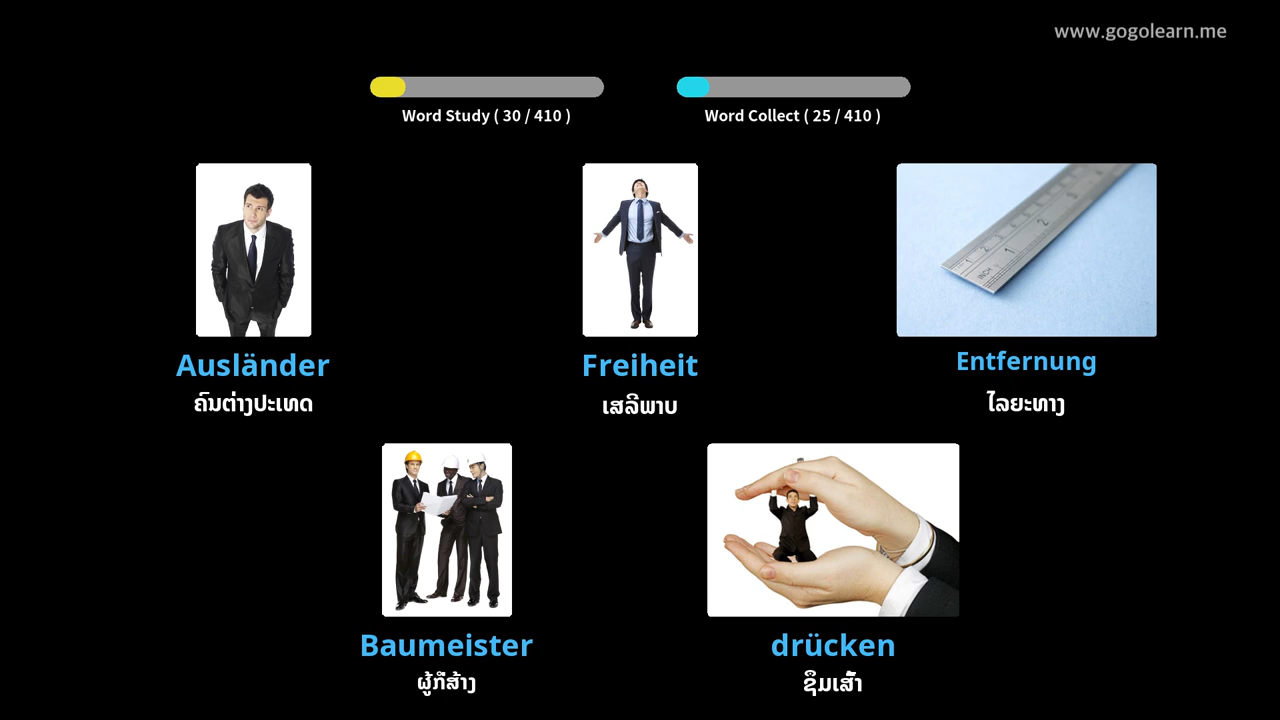 www.gogolearn.me
Word Study ( 30 / 410 )
Word Collect ( 25 / 410 )
Ausländer
ຄົນຕ່າງປະເທດ
Freiheit
ເສລີພາບ
Entfernung
ໄລຍະທາງ
Baumeister
ຜູ້ກໍ່ສ້າງ
drücken
ຊຶມເສົ້າ
INCH